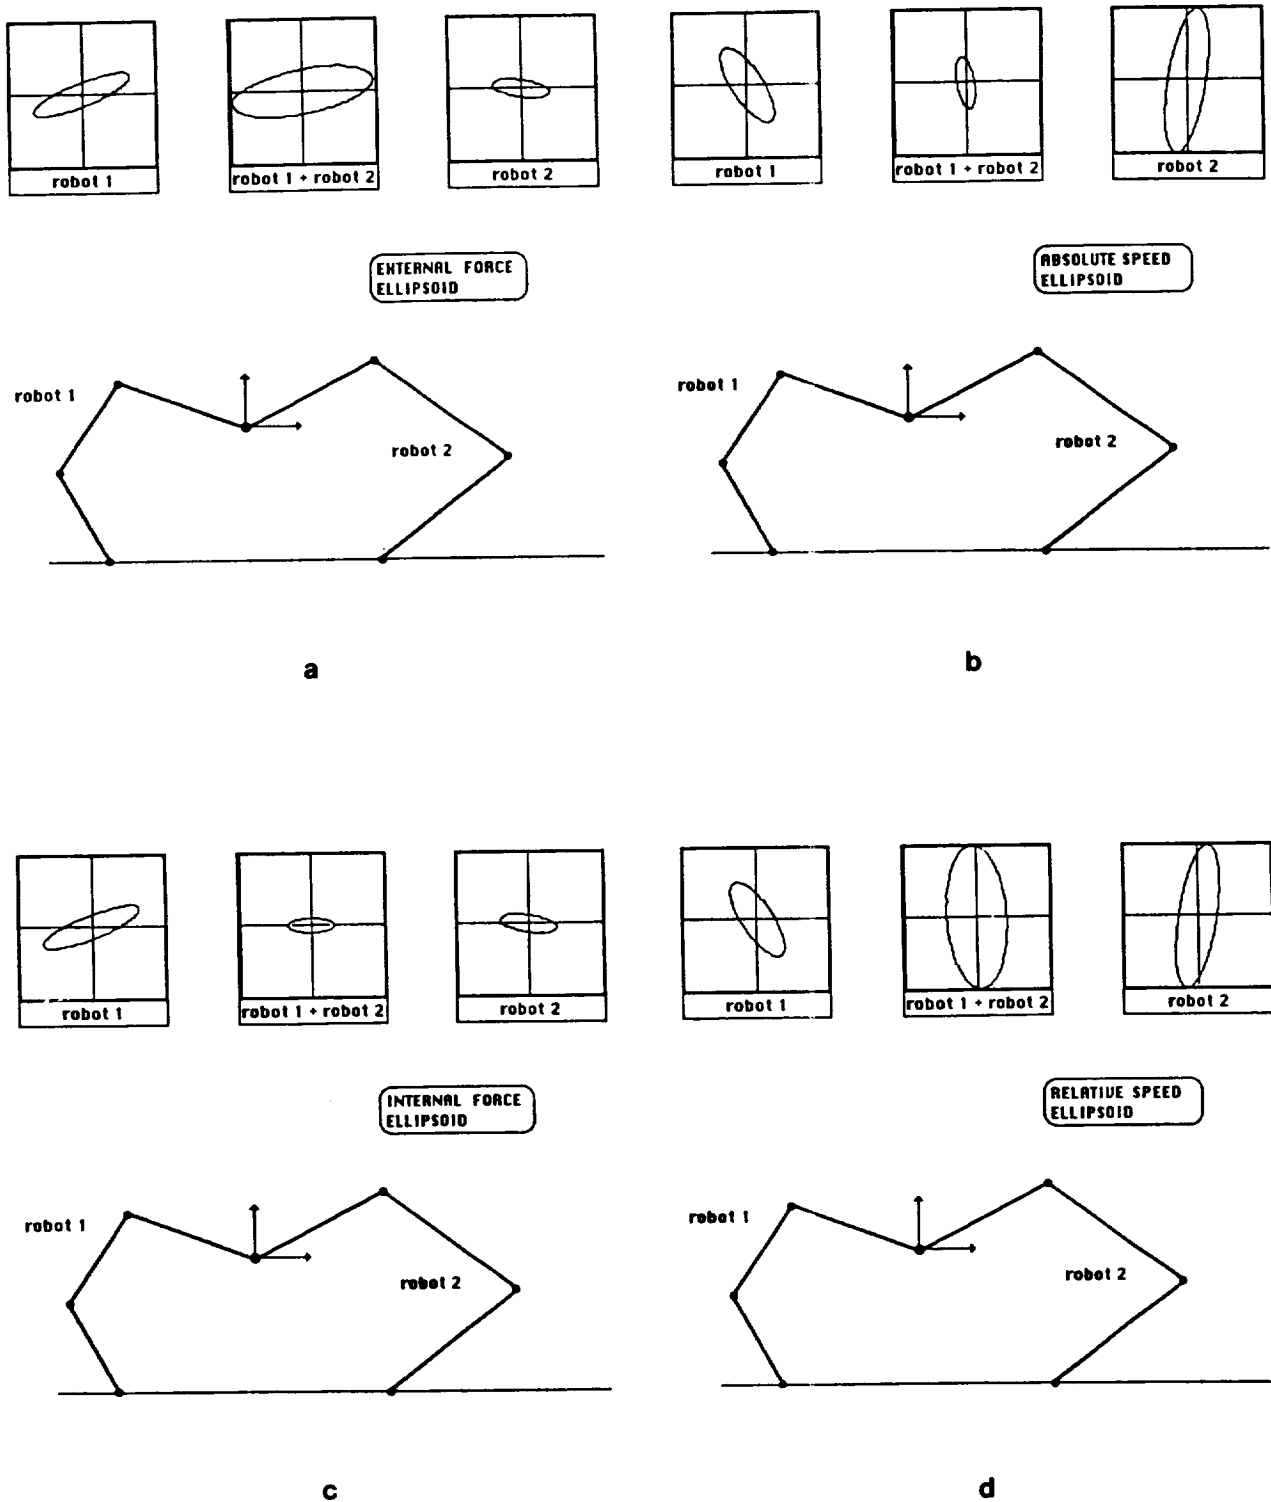 robot 1
robot 1 + robot 2
robot 2
EXTERNAL FORCE
ELLIPSOID
robot 1
robot 2
a
robot 1
robot 1 + robot 2
robot 2
ABSOLUTE SPEED
ELLIPSOID
robot 1
robot 2
b
robot 1
robot 1 + robot 2
robot 2
INTERNAL FORCE
ELLIPSOID
robot 1
robot 2
c
robot 1
robot 1 + robot 2
robot 2
RELATIVE SPEED
ELLIPSOID
robot 1
robot 2
d